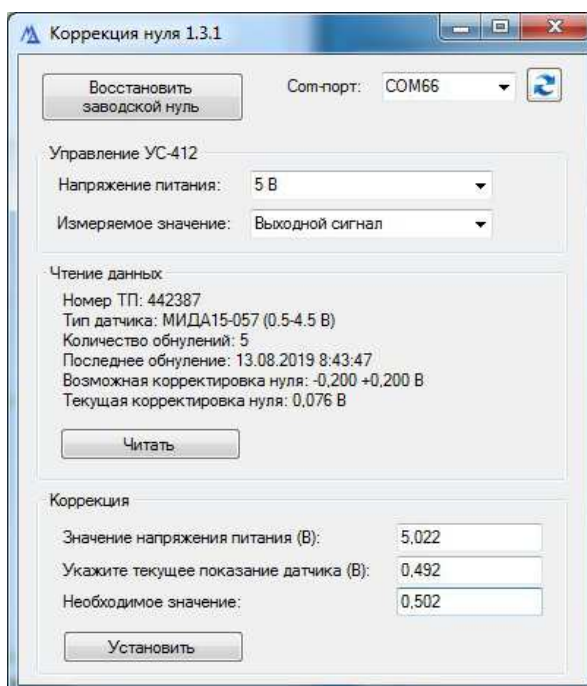 Коррекция нуля 1.3.1
Восстановить
заводской нуль
Com-порт:
COM66
Управление УС-412
Напряжение питания:
5 В
Измеряемое значение:
Выходной сигнал
Чтение данных
Номер ТП: 442387
Тип датчика: МИДА15-057 (0.5-4.5 В)
Количество обнулений: 5
Последнее обнуление: 13.08.2019 8:43:47
Возможная корректировка нуля: -0,200 +0,200 В
Текущая корректировка нуля: 0,076 В
Читать
Коррекция
Значение напряжения питания (В):
5,022
Укажите текущее показание датчика (В):
0,492
Необходимое значение:
0,502
Установить